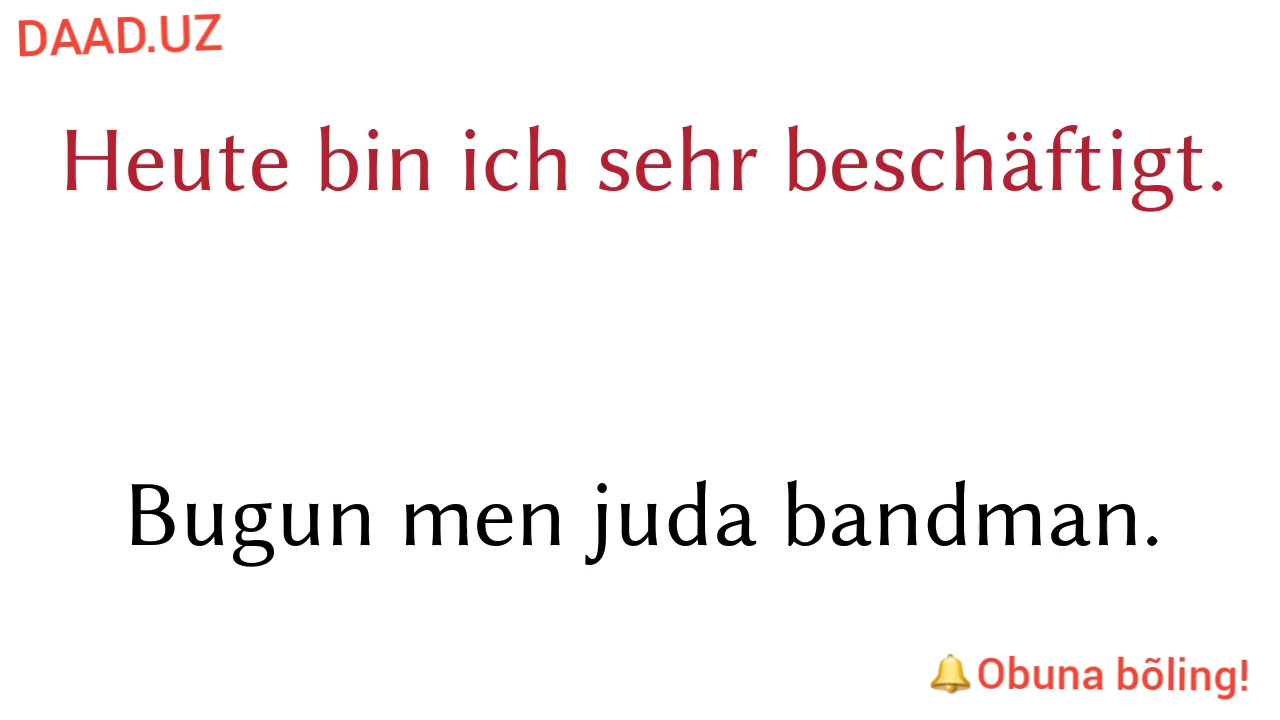 DAAD.UZ
Heute bin ich sehr beschäftigt.
Bugun men juda bandman.
🔔Obuna bõling!